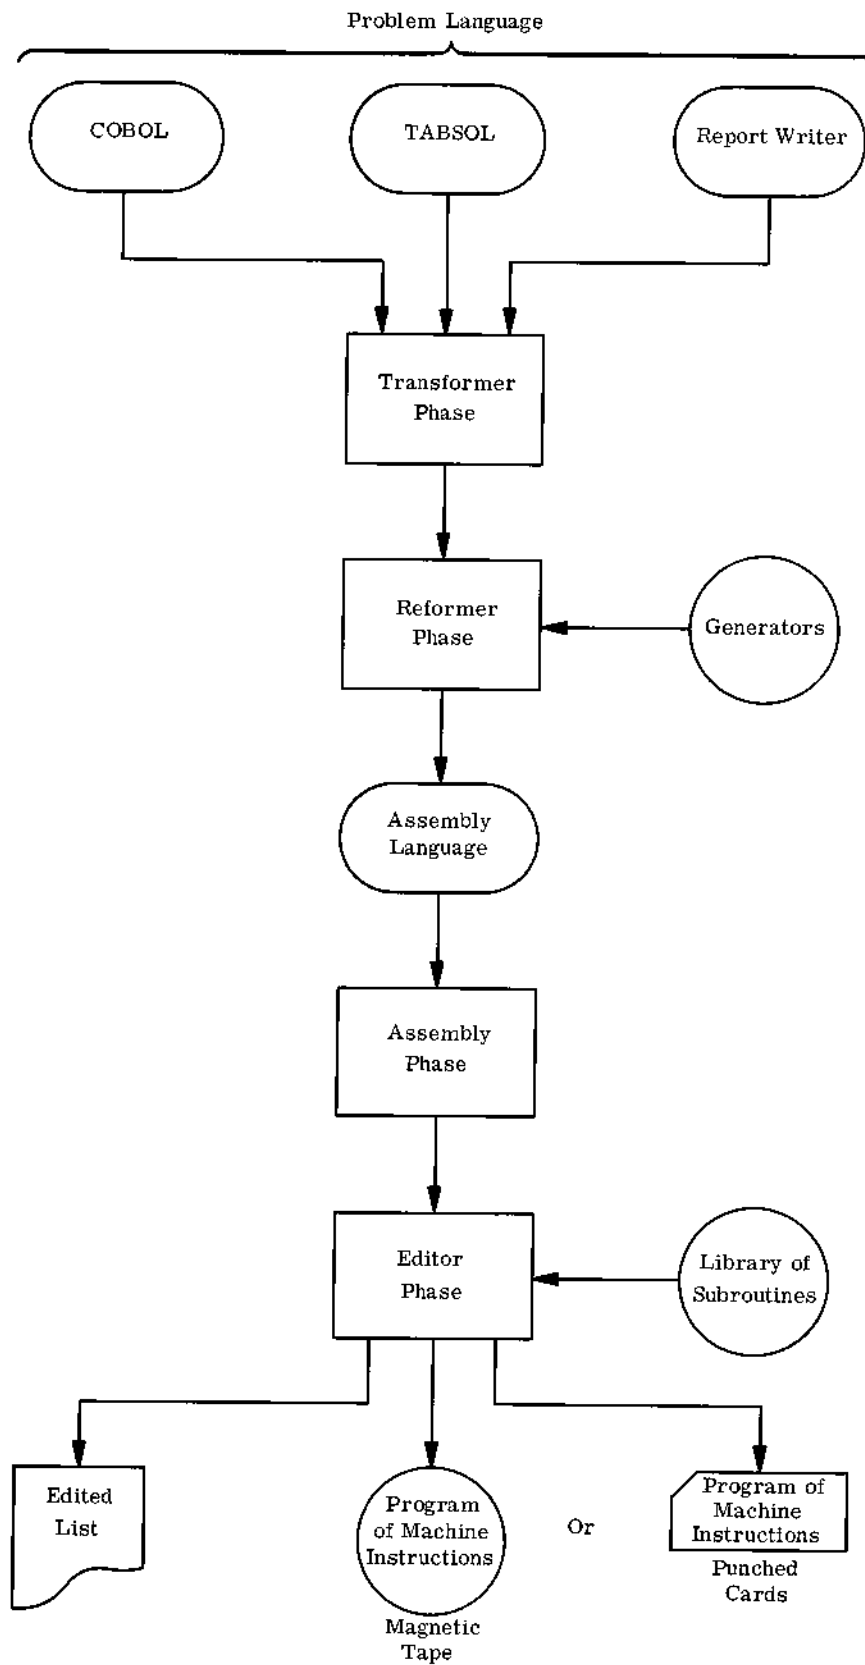 Problem Language
COBOL
TABSOL
Report Writer
Transformer
Phase
Reformer
Phase
Generators
Assembly
Language
Assembly
Phase
Editor
Phase
Library of
Subroutines
Edited
List
Program
of Machine
Instructions
Magnetic
Tape
Or
Program of
Machine
Instructions
Punched
Cards